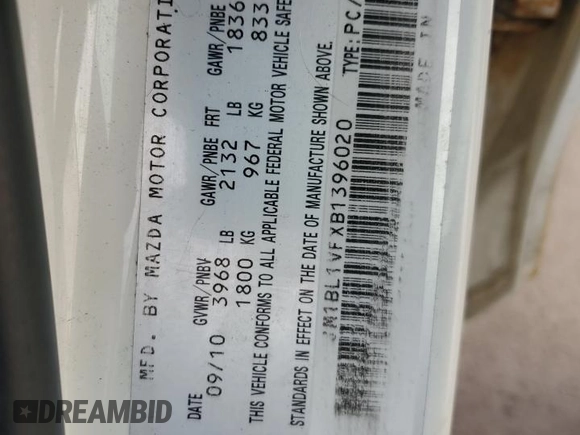 MFD. BY MAZDA MOTOR CORPORATI
DATE GVWR/PNBV GAWR/PNBE FRT GAWR/PNBE
09/10 3968 LB 2132 LB 1836
1800 KG 967 KG 833
THIS VEHICLE CONFORMS TO ALL APPLICABLE FEDERAL MOTOR VEHICLE SAFE
STANDARDS IN EFFECT ON THE DATE OF MANUFACTURE SHOWN ABOVE.
JM1BL1VFXB1396020 TYPE:PC/
MADE IN
DREAMBID